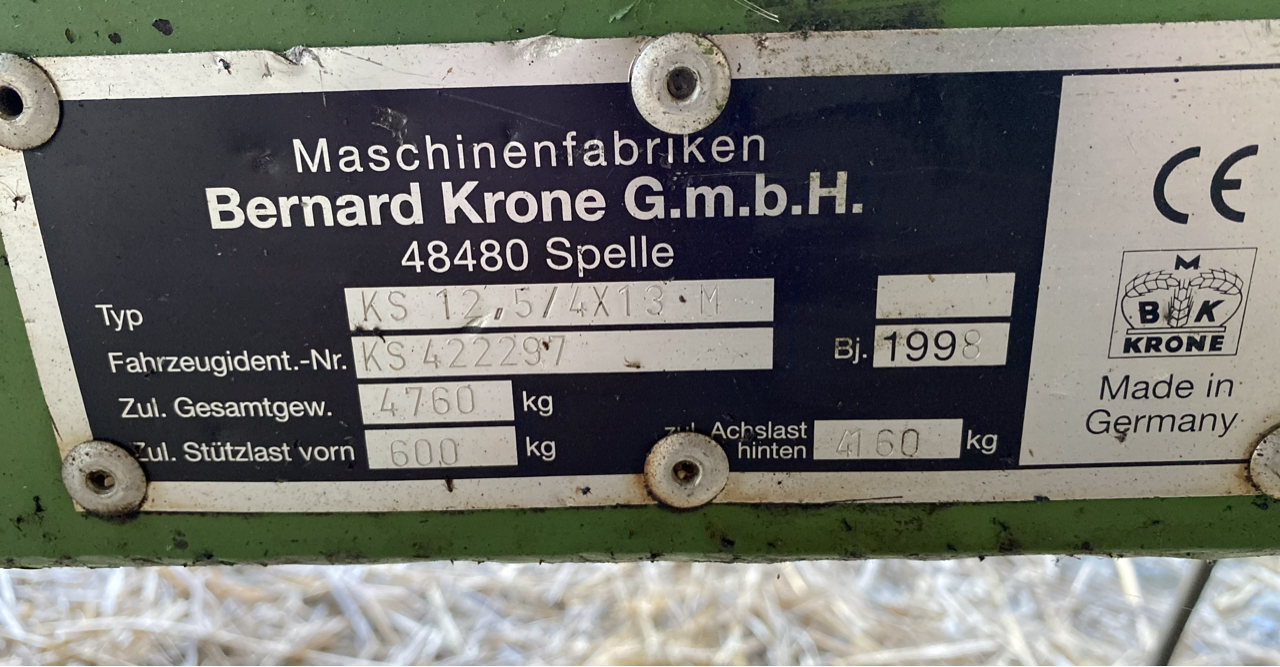 Maschinenfabriken
Bernard Krone G.m.b.H.
48480 Spelle
Typ KS 12,5/4X13 M
Fahrzeugident.-Nr. KS 422297 Bj. 1998
Zul. Gesamtgew. 4760 kg
Zul. Stützlast vorn 600 kg
zul. Achslast hinten 4160 kg
CE
M
B K
KRONE
Made in
Germany